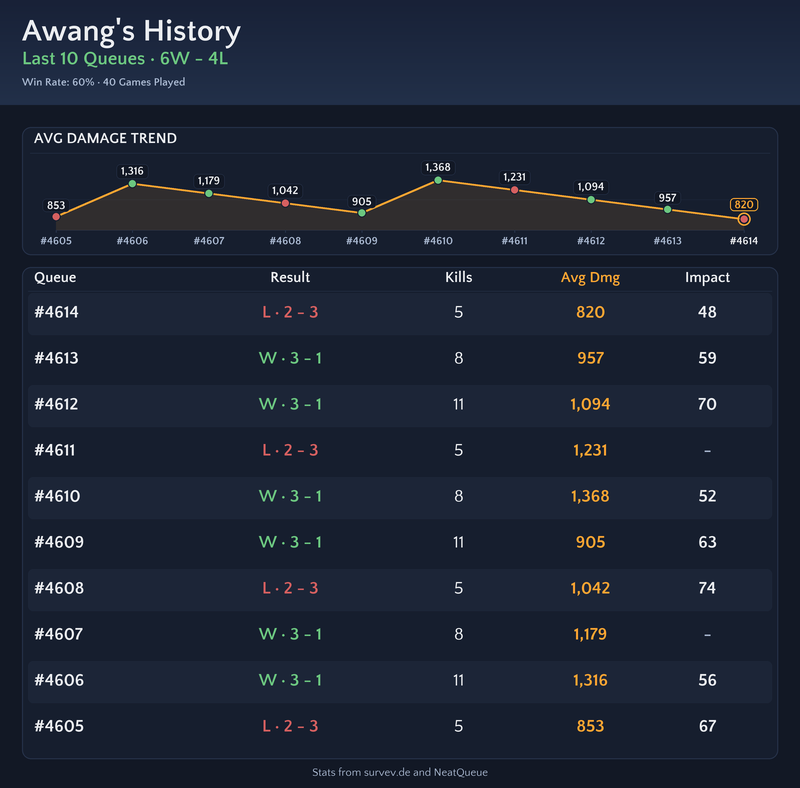 Awang's History
Last 10 Queues · 6W – 4L
Win Rate: 60% · 40 Games Played
AVG DAMAGE TREND
853 1,316 1,179 1,042 905 1,368 1,231 1,094 957 820
#4605 #4606 #4607 #4608 #4609 #4610 #4611 #4612 #4613 #4614
Queue Result Kills Avg Dmg Impact
#4614 L · 2 – 3 5 820 48
#4613 W · 3 – 1 8 957 59
#4612 W · 3 – 1 11 1,094 70
#4611 L · 2 – 3 5 1,231 –
#4610 W · 3 – 1 8 1,368 52
#4609 W · 3 – 1 11 905 63
#4608 L · 2 – 3 5 1,042 74
#4607 W · 3 – 1 8 1,179 –
#4606 W · 3 – 1 11 1,316 56
#4605 L · 2 – 3 5 853 67
Stats from survev.de and NeatQueue